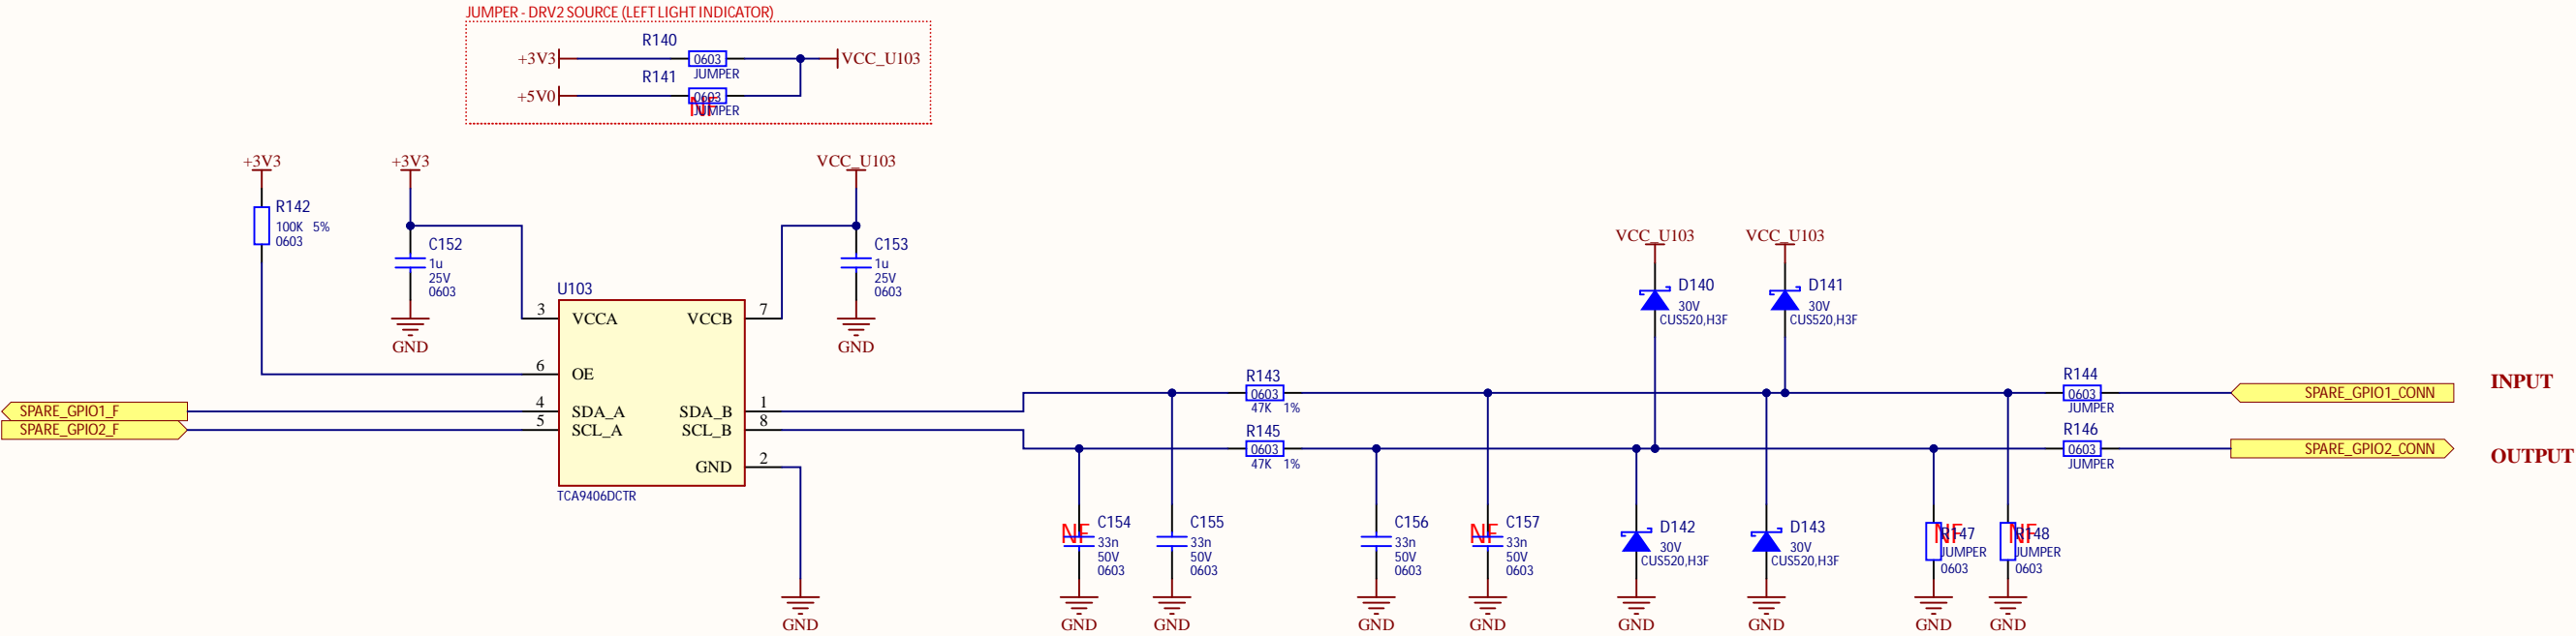 JUMPER - DRV2 SOURCE (LEFT LIGHT INDICATOR)
R140
+3V3
0603
VCC_U103
JUMPER
R141
+5V0
0603
NF
JUMPER
+3V3
+3V3
VCC_U103
R142
100K 5%
0603
C152
1u
25V
0603
GND
C153
1u
25V
0603
GND
U103
3
VCCA
VCCB
7
6
OE
4
SDA_A
SDA_B
1
5
SCL_A
SCL_B
8
GND
2
TCA9406DCTR
GND
SPARE_GPIO1_F
SPARE_GPIO2_F
R143
0603
47K 1%
R145
0603
47K 1%
VCC_U103
VCC_U103
D140
30V
CUS520,H3F
D141
30V
CUS520,H3F
R144
0603
JUMPER
R146
0603
JUMPER
SPARE_GPIO1_CONN
INPUT
SPARE_GPIO2_CONN
OUTPUT
NF
C154
33n
50V
0603
GND
C155
33n
50V
0603
GND
C156
33n
50V
0603
GND
NF
C157
33n
50V
0603
GND
D142
30V
CUS520,H3F
GND
D143
30V
CUS520,H3F
GND
NF
R147
JUMPER
0603
GND
NF
R148
JUMPER
0603
GND